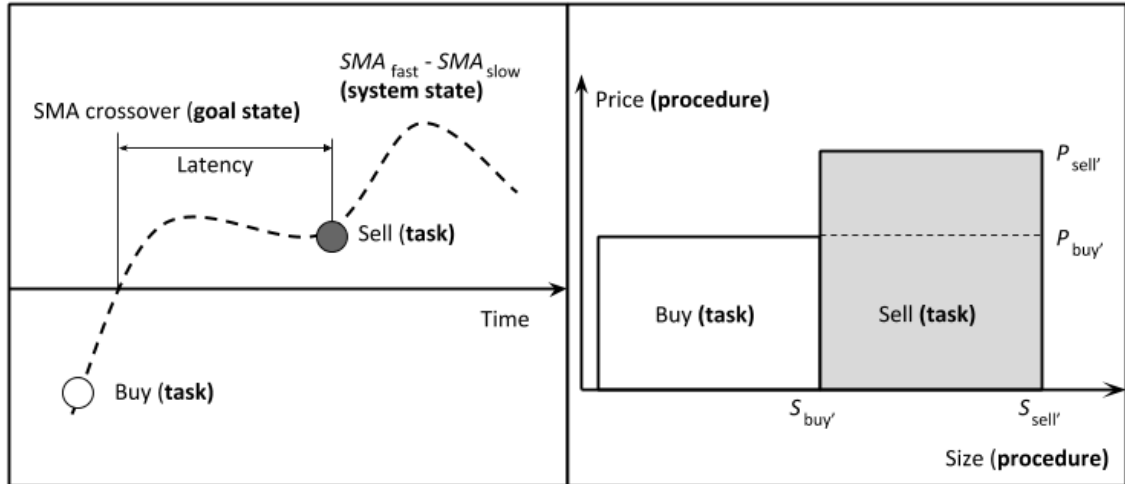 SMA fast - SMA slow
(system state)
SMA crossover (goal state)
Latency
Sell (task)
Time
Buy (task)
Price (procedure)
P sell’
P buy’
Buy (task)
Sell (task)
S buy’
S sell’
Size (procedure)